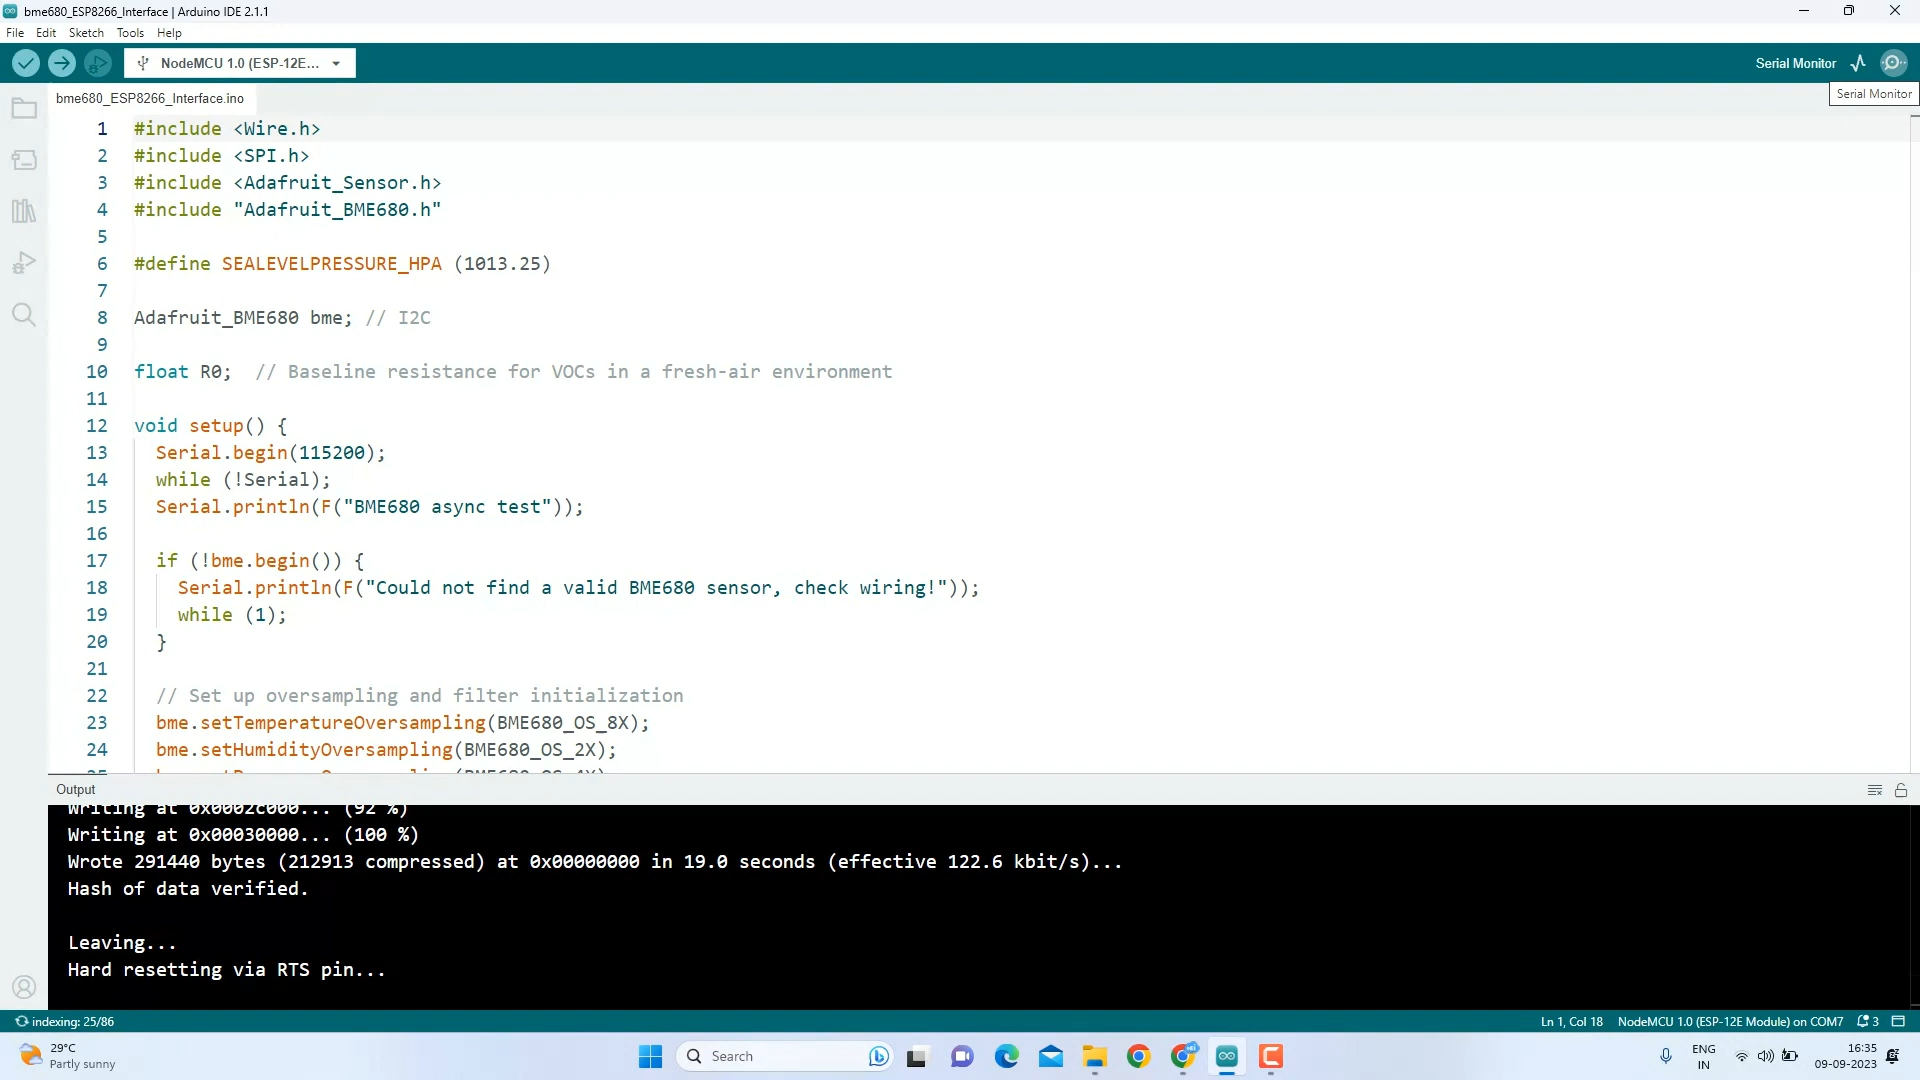 bme680_ESP8266_Interface | Arduino IDE 2.1.1
File Edit Sketch Tools Help
NodeMCU 1.0 (ESP-12E...
Serial Monitor
Serial Monitor
bme680_ESP8266_Interface.ino
1 #include <Wire.h>
2 #include <SPI.h>
3 #include <Adafruit_Sensor.h>
4 #include "Adafruit_BME680.h"
5
6 #define SEALEVELPRESSURE_HPA (1013.25)
7
8 Adafruit_BME680 bme; // I2C
9
10 float R0;  // Baseline resistance for VOCs in a fresh-air environment
11
12 void setup() {
13   Serial.begin(115200);
14   while (!Serial);
15   Serial.println(F("BME680 async test"));
16
17   if (!bme.begin()) {
18     Serial.println(F("Could not find a valid BME680 sensor, check wiring!"));
19     while (1);
20   }
21
22   // Set up oversampling and filter initialization
23   bme.setTemperatureOversampling(BME680_OS_8X);
24   bme.setHumidityOversampling(BME680_OS_2X);
Output
Writing at 0x0002c000... (92 %)
Writing at 0x00030000... (100 %)
Wrote 291440 bytes (212913 compressed) at 0x00000000 in 19.0 seconds (effective 122.6 kbit/s)...
Hash of data verified.
Leaving...
Hard resetting via RTS pin...
indexing: 25/86
Ln 1, Col 18 NodeMCU 1.0 (ESP-12E Module) on COM7 3
29°C
Partly sunny
Search
ENG
IN
16:35
09-09-2023